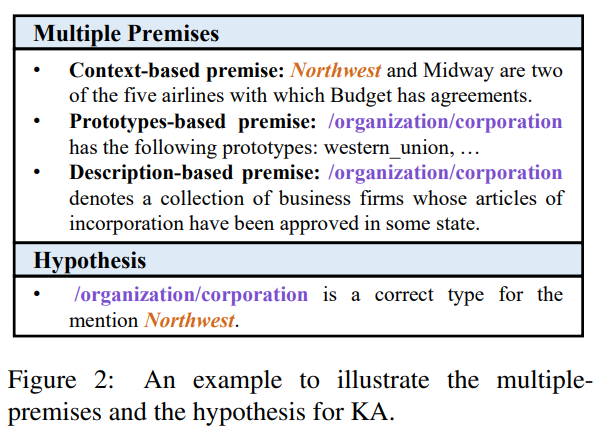 Multiple Premises
• Context-based premise: Northwest and Midway are two
of the five airlines with which Budget has agreements.
• Prototypes-based premise: /organization/corporation
has the following prototypes: western_union, …
• Description-based premise: /organization/corporation
denotes a collection of business firms whose articles of
incorporation have been approved in some state.
Hypothesis
• /organization/corporation is a correct type for the
mention Northwest.
Figure 2: An example to illustrate the multiple-
premises and the hypothesis for KA.